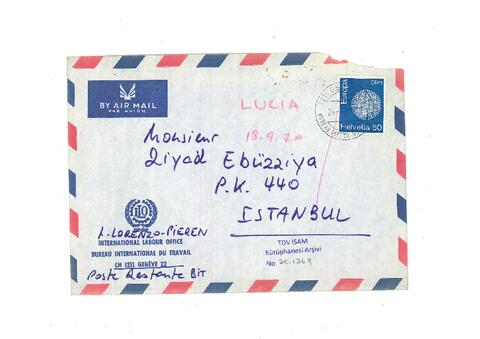 BY AIR MAIL
PAR AVION
LUCIA
18.9.70
Europa
CEPT
Helvetia 50
Monsieur
Ziyad Ebüzziya
P.K. 440
ISTANBUL
L. LORENZO-PIEREN
INTERNATIONAL LABOUR OFFICE
BUREAU INTERNATIONAL DU TRAVAIL
CH 1211 GENÈVE 22
Poste Restante BIT
TDV İSAM
Kütüphanesi Arşivi
No ZE.1369